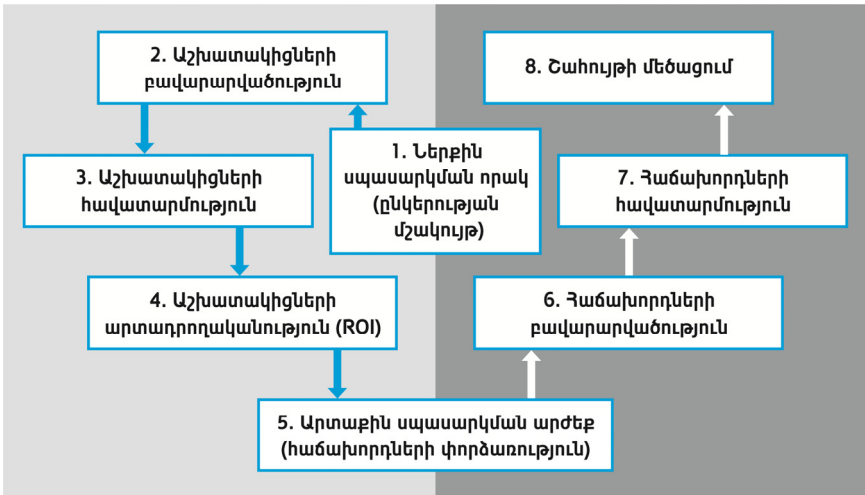 1. Ներքին
սպասարկման որակ
(ընկերության
մշակույթ)
2. Աշխատակիցների
բավարարվածություն
3. Աշխատակիցների
հավատարմություն
4. Աշխատակիցների
արտադրողականություն (ROI)
5. Արտաքին սպասարկման արժեք
(հաճախորդների փորձառություն)
6. Հաճախորդների
բավարարվածություն
7. Հաճախորդների
հավատարմություն
8. Շահույթի մեծացում